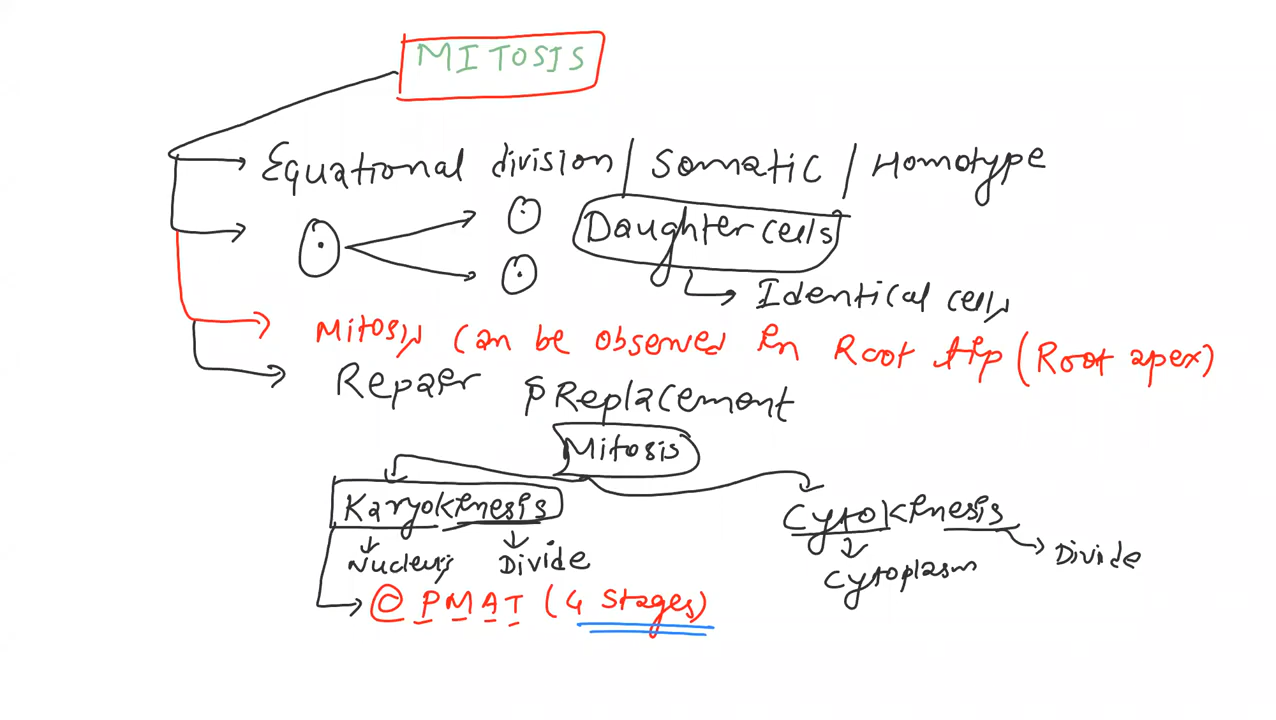 MITOSIS
Equational division / Somatic / Homotype
Daughter cells
Identical cells
Mitosis can be observed in Root tip (Root apex)
Repair & Replacement
Mitosis
Karyokinesis Cytokinesis
Nucleus Divide Cytoplasm Divide
© PMAT (4 stages)